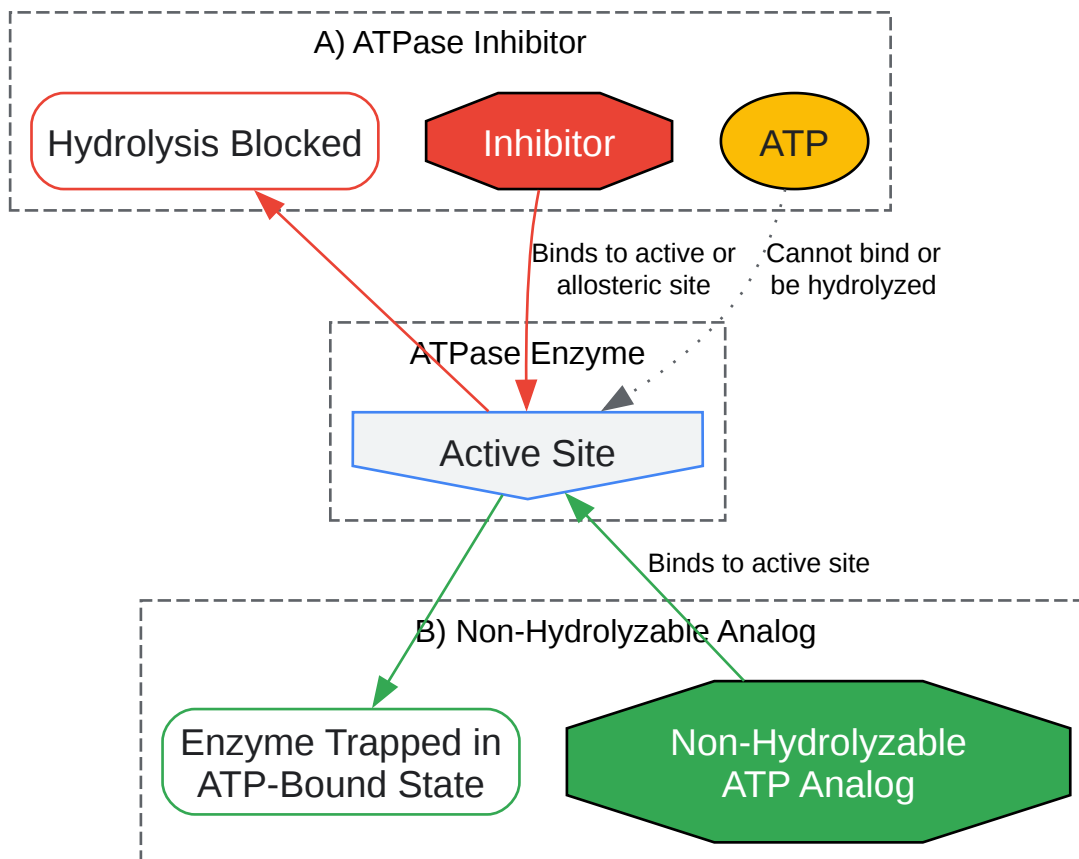 A) ATPase Inhibitor
Hydrolysis Blocked
Inhibitor
ATP
Binds to active or
allosteric site
Cannot bind or
be hydrolyzed
ATPase Enzyme
Active Site
Binds to active site
B) Non-Hydrolyzable Analog
Enzyme Trapped in
ATP-Bound State
Non-Hydrolyzable
ATP Analog